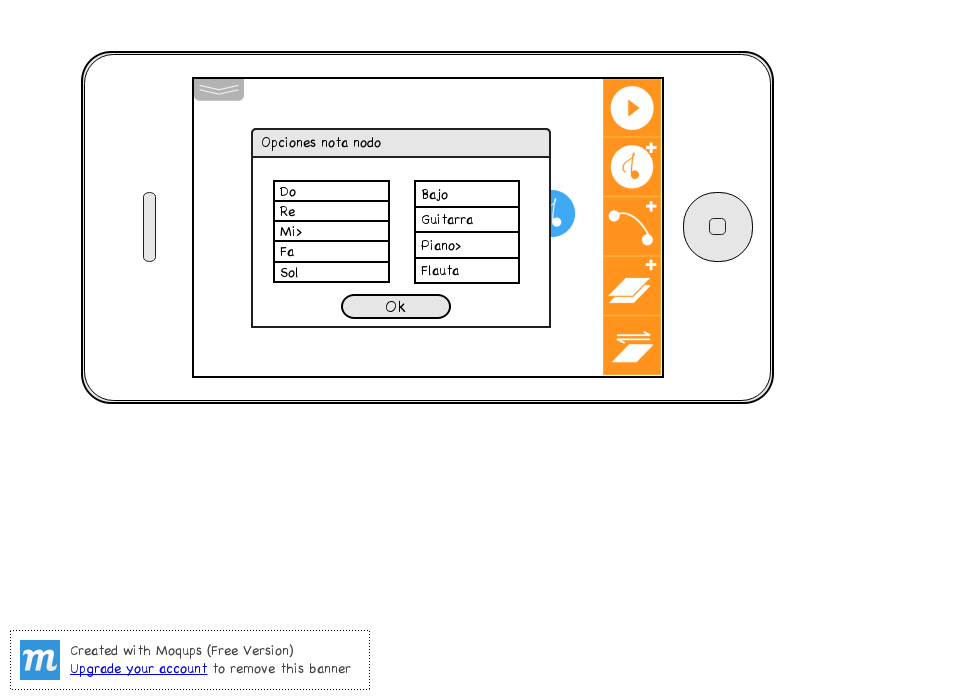 Opciones nota nodo
Do
Re
Mi>
Fa
Sol
Bajo
Guitarra
Piano>
Flauta
Ok
m
Created with Moqups (Free Version)
Upgrade your account to remove this banner